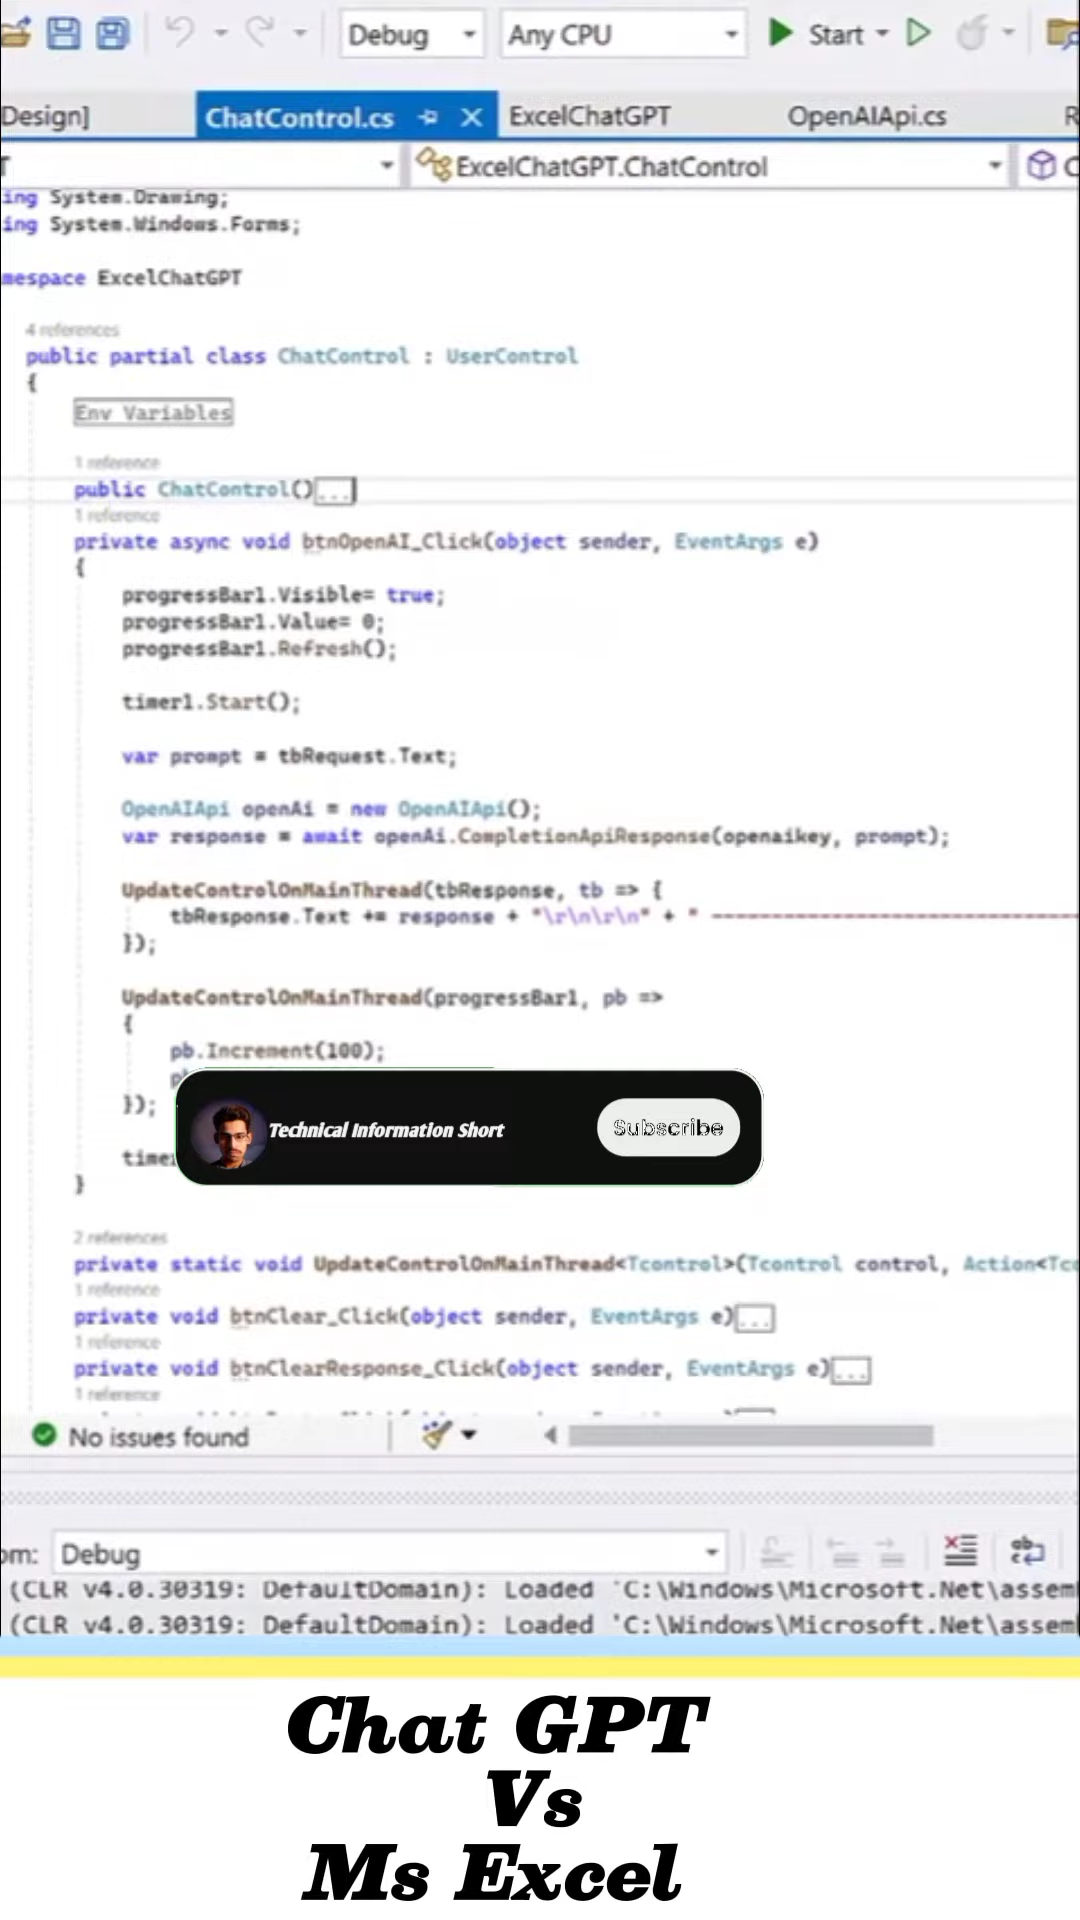 Debug Any CPU Start
Design] ChatControl.cs ExcelChatGPT OpenAIApi.cs
ExcelChatGPT.ChatControl
ing System.Drawing;
ing System.Windows.Forms;
mespace ExcelChatGPT
4 references
public partial class ChatControl : UserControl
{
Env Variables
1 reference
public ChatControl()...
1 reference
private async void btnOpenAI_Click(object sender, EventArgs e)
{
progressBar1.Visible= true;
progressBar1.Value= 0;
progressBar1.Refresh();
timer1.Start();
var prompt = tbRequest.Text;
OpenAIApi openAi = new OpenAIApi();
var response = await openAi.CompletionApiResponse(openaikey, prompt);
UpdateControlOnMainThread(tbResponse, tb => {
tbResponse.Text += response + "\r\n\r\n" + " --------------------------------
});
UpdateControlOnMainThread(progressBar1, pb =>
{
pb.Increment(100);
});
Technical Information Short Subscribe
time
}
2 references
private static void UpdateControlOnMainThread<Tcontrol>(Tcontrol control, Action<Tco
1 reference
private void btnClear_Click(object sender, EventArgs e)...
1 reference
private void btnClearResponse_Click(object sender, EventArgs e)...
1 reference
No issues found
om: Debug
(CLR v4.0.30319: DefaultDomain): Loaded 'C:\Windows\Microsoft.Net\assem
(CLR v4.0.30319: DefaultDomain): Loaded 'C:\Windows\Microsoft.Net\assem
Chat GPT
Vs
Ms Excel